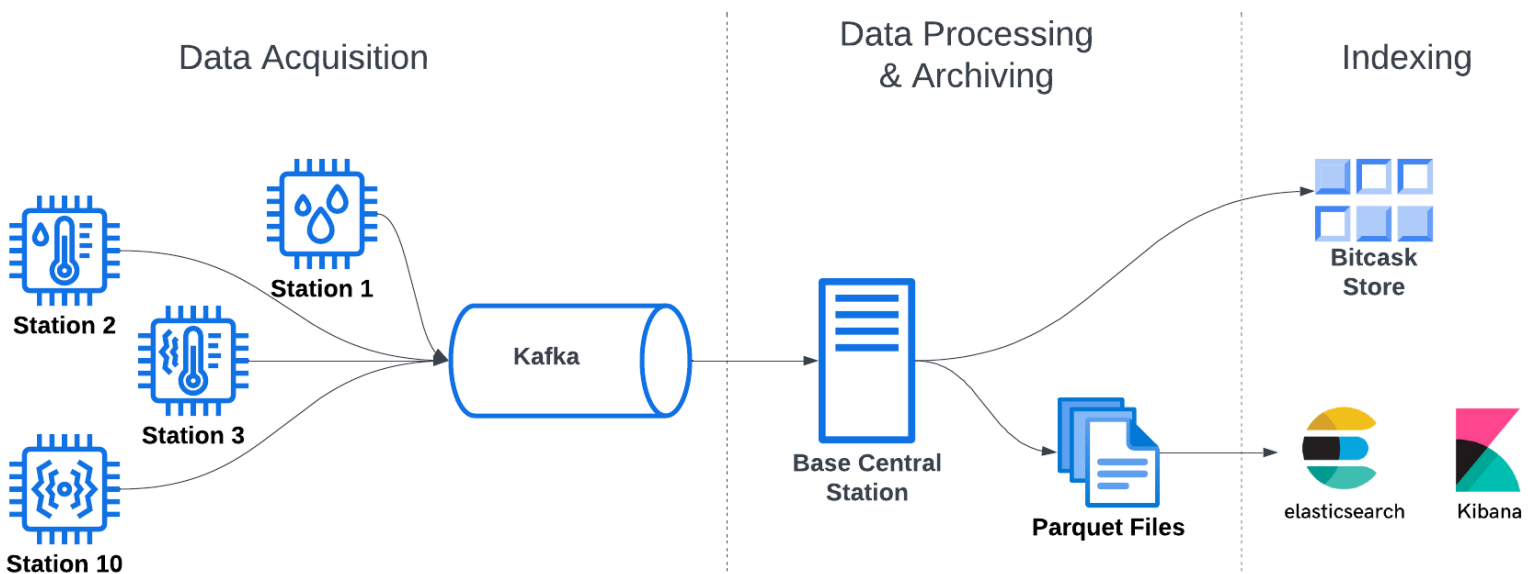 Data Acquisition
Data Processing
& Archiving
Indexing
Station 1
Station 2
Station 3
Station 10
Kafka
Base Central
Station
Parquet Files
Bitcask
Store
elasticsearch
Kibana